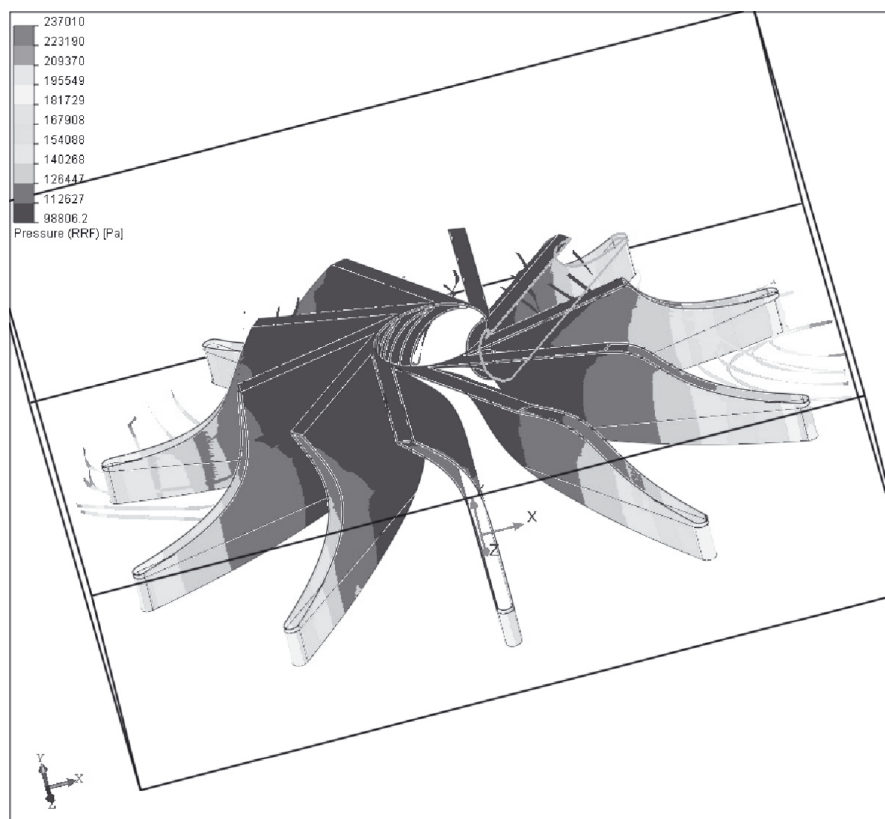 237010
223190
209370
195549
181729
167908
154088
140268
126447
112627
98806.2
Pressure (RRF) [Pa]
X
Z
Y
X
Z